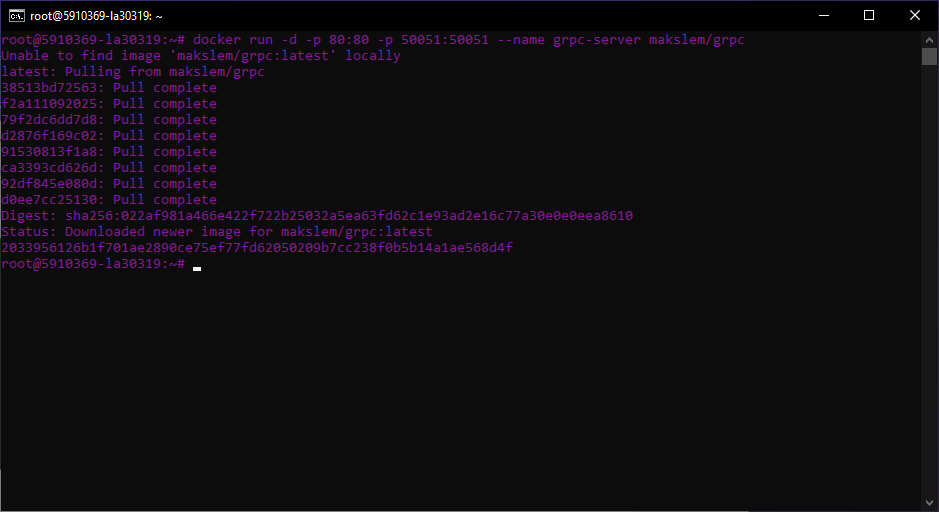 root@5910369-la30319: ~
root@5910369-la30319:~# docker run -d -p 80:80 -p 50051:50051 --name grpc-server makslem/grpc
Unable to find image 'makslem/grpc:latest' locally
latest: Pulling from makslem/grpc
38513bd72563: Pull complete
f2a111092025: Pull complete
79f2dc6dd7d8: Pull complete
d2876f169c02: Pull complete
91530813f1a8: Pull complete
ca3393cd626d: Pull complete
92df845e080d: Pull complete
d0ee7cc25130: Pull complete
Digest: sha256:022af981a466e422f722b25032a5ea63fd62c1e93ad2e16c77a30e0e0eea8610
Status: Downloaded newer image for makslem/grpc:latest
2033956126b1f701ae2890ce75ef77fd62050209b7cc238f0b5b14a1ae568d4f
root@5910369-la30319:~#